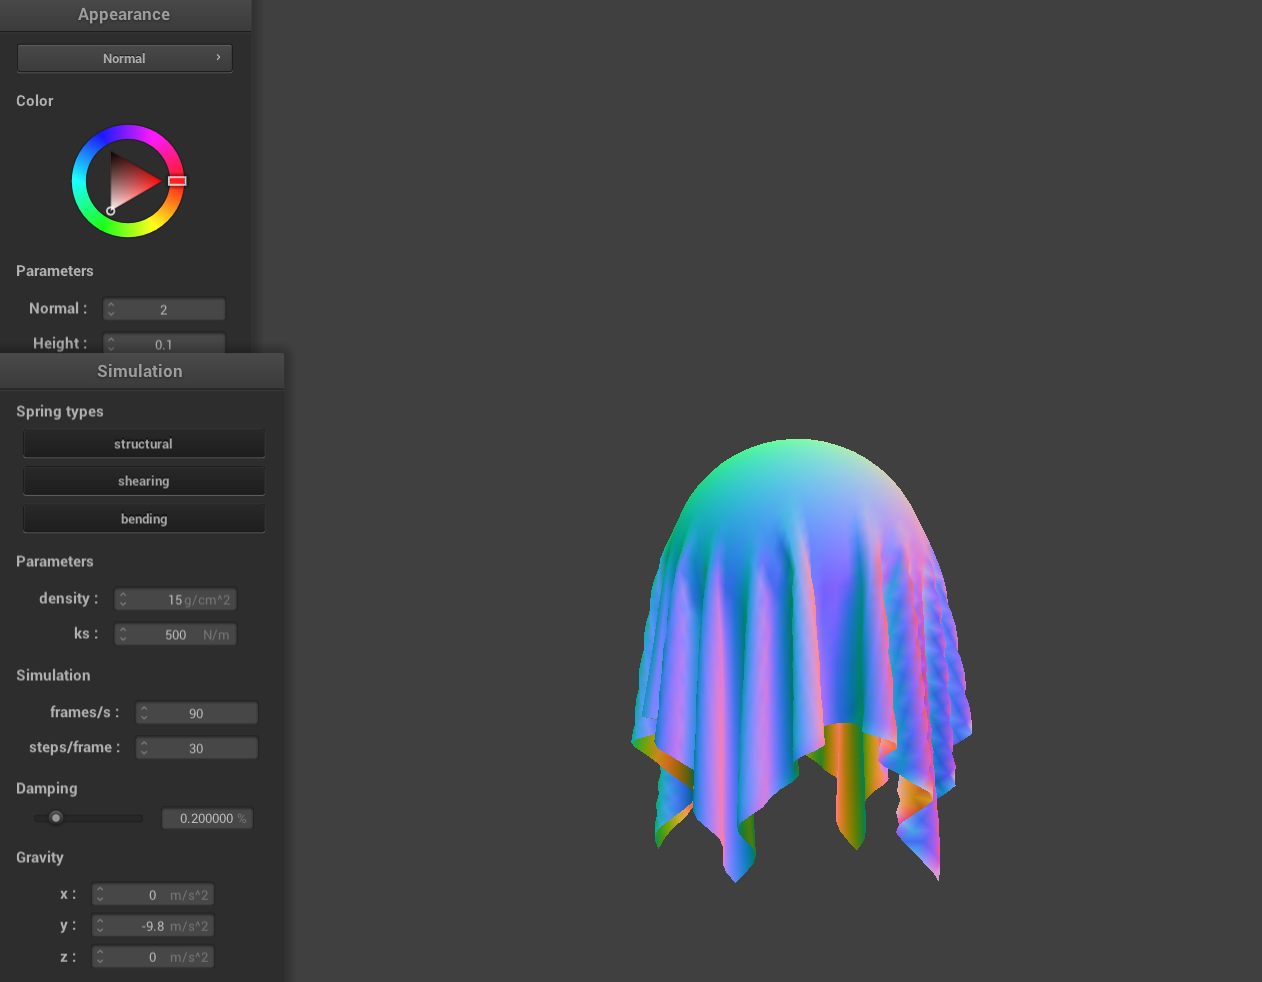 Appearance
Normal
Color
Parameters
Normal : 2
Height : 0.1
Simulation
Spring types
structural
shearing
bending
Parameters
density : 15 g/cm^2
ks : 500 N/m
Simulation
frames/s : 90
steps/frame : 30
Damping
0.200000 %
Gravity
x : 0 m/s^2
y : -9.8 m/s^2
z : 0 m/s^2